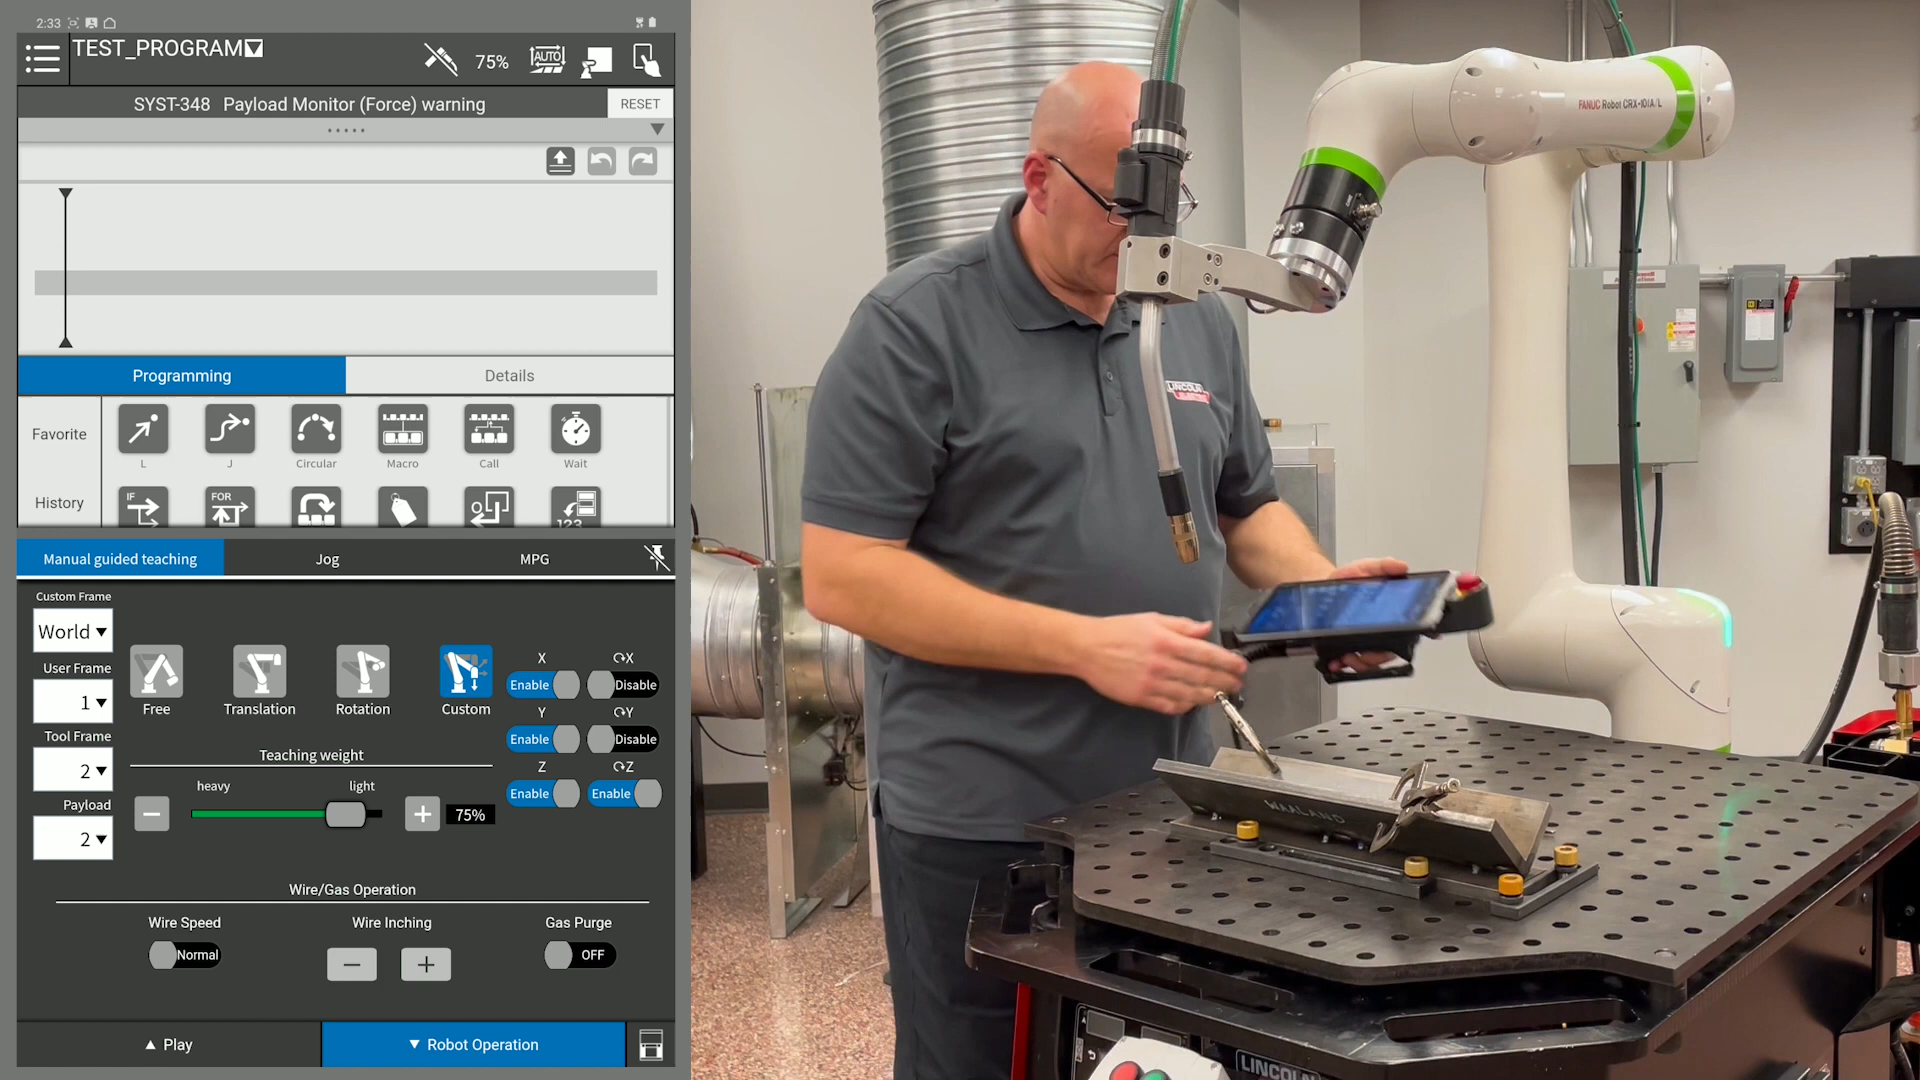 2:33
TEST_PROGRAM
75%
AUTO
SYST-348 Payload Monitor (Force) warning
RESET
Programming
Details
Favorite
L
J
Circular
Macro
Call
Wait
History
IF
FOR
123
Manual guided teaching
Jog
MPG
Custom Frame
World
User Frame
1
Tool Frame
2
Payload
2
Free
Translation
Rotation
Custom
X
Enable
X
Disable
Y
Enable
Y
Disable
Z
Enable
Z
Enable
Teaching weight
heavy
light
75%
Wire/Gas Operation
Wire Speed
Normal
Wire Inching
Gas Purge
OFF
Play
Robot Operation
FANUC Robot CRX-10iA/L
LINCOLN
ELECTRIC
LINCOLN